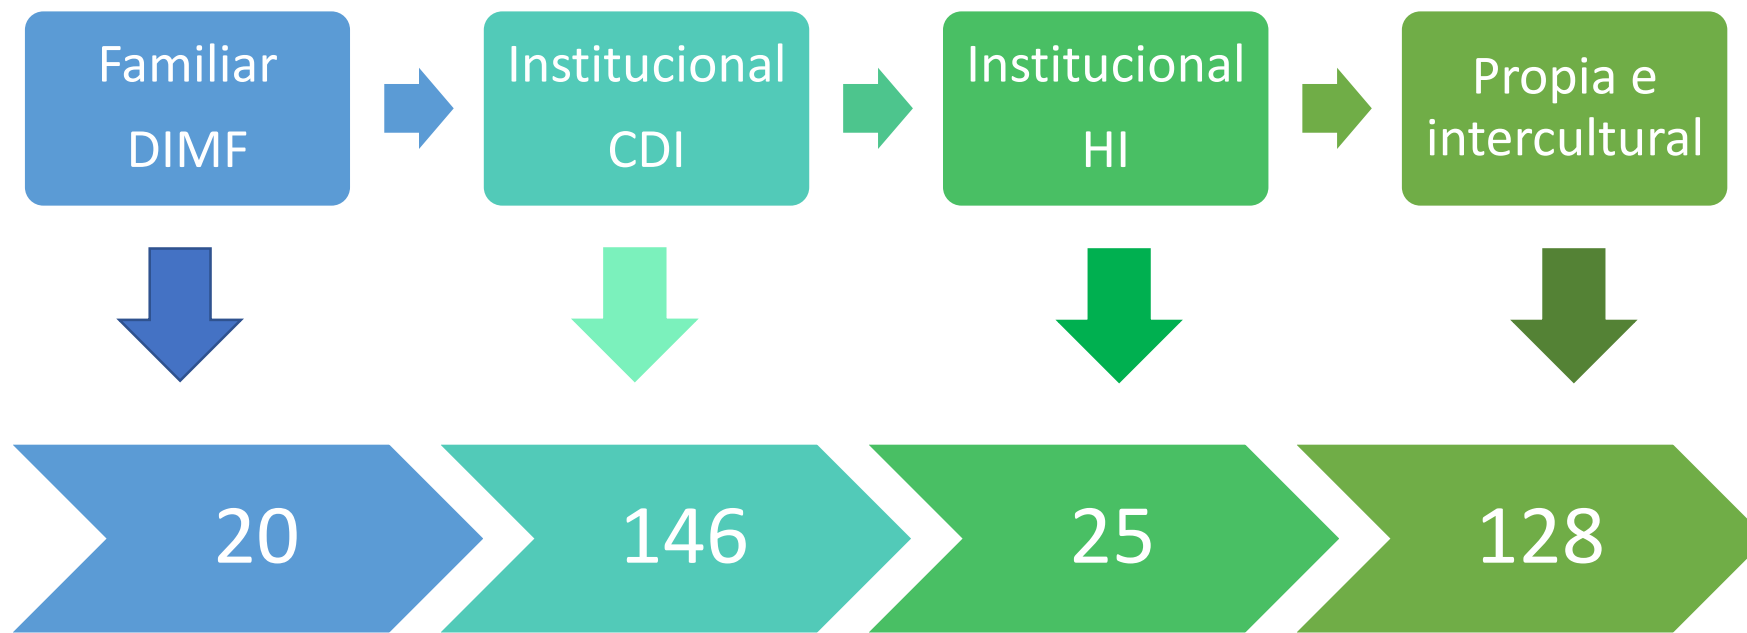 Familiar
DIMF
Institucional
CDI
Institucional
HI
Propia e
intercultural
20
146
25
128